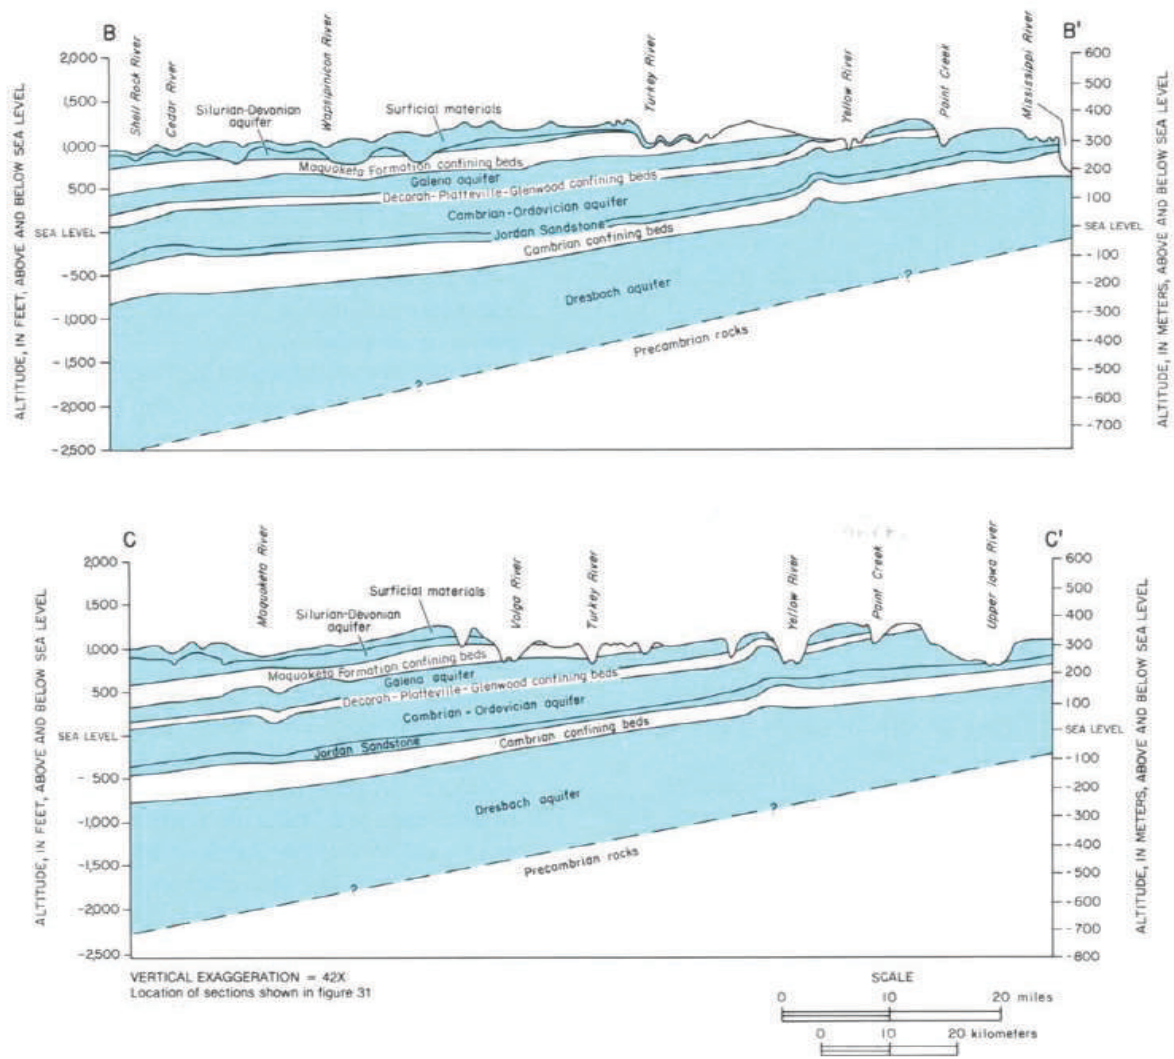 B
B'
Shell Rock River
Cedar River
Wapsipinicon River
Turkey River
Yellow River
Paint Creek
Mississippi River
ALTITUDE, IN FEET, ABOVE AND BELOW SEA LEVEL
2,000
1,500
1,000
500
SEA LEVEL
-500
-1,000
-1,500
-2,000
-2,500
Silurian-Devonian
aquifer
Surficial materials
Maquoketa Formation confining beds
Galena aquifer
Decorah-Platteville-Glenwood confining beds
Cambrian-Ordovician aquifer
Jordan Sandstone
Cambrian confining beds
Dresbach aquifer
?
?
Precambrian rocks
600
500
400
300
200
100
SEA LEVEL
-100
-200
-300
-400
-500
-600
-700
ALTITUDE, IN METERS, ABOVE AND BELOW SEA LEVEL
C
C'
Maquoketa River
Volga River
Turkey River
Yellow River
Paint Creek
Upper Iowa River
ALTITUDE, IN FEET, ABOVE AND BELOW SEA LEVEL
2,000
1,500
1,000
500
SEA LEVEL
-500
-1,000
-1,500
-2,000
-2,500
Surficial materials
Silurian-Devonian
aquifer
Maquoketa Formation confining beds
Galena aquifer
Decorah-Platteville-Glenwood confining beds
Cambrian-Ordovician aquifer
Jordan Sandstone
Cambrian confining beds
Dresbach aquifer
?
?
Precambrian rocks
600
500
400
300
200
100
SEA LEVEL
-100
-200
-300
-400
-500
-600
-700
-800
ALTITUDE, IN METERS, ABOVE AND BELOW SEA LEVEL
VERTICAL EXAGGERATION = 42X
Location of sections shown in figure 31
SCALE
0 10 20 miles
0 10 20 kilometers